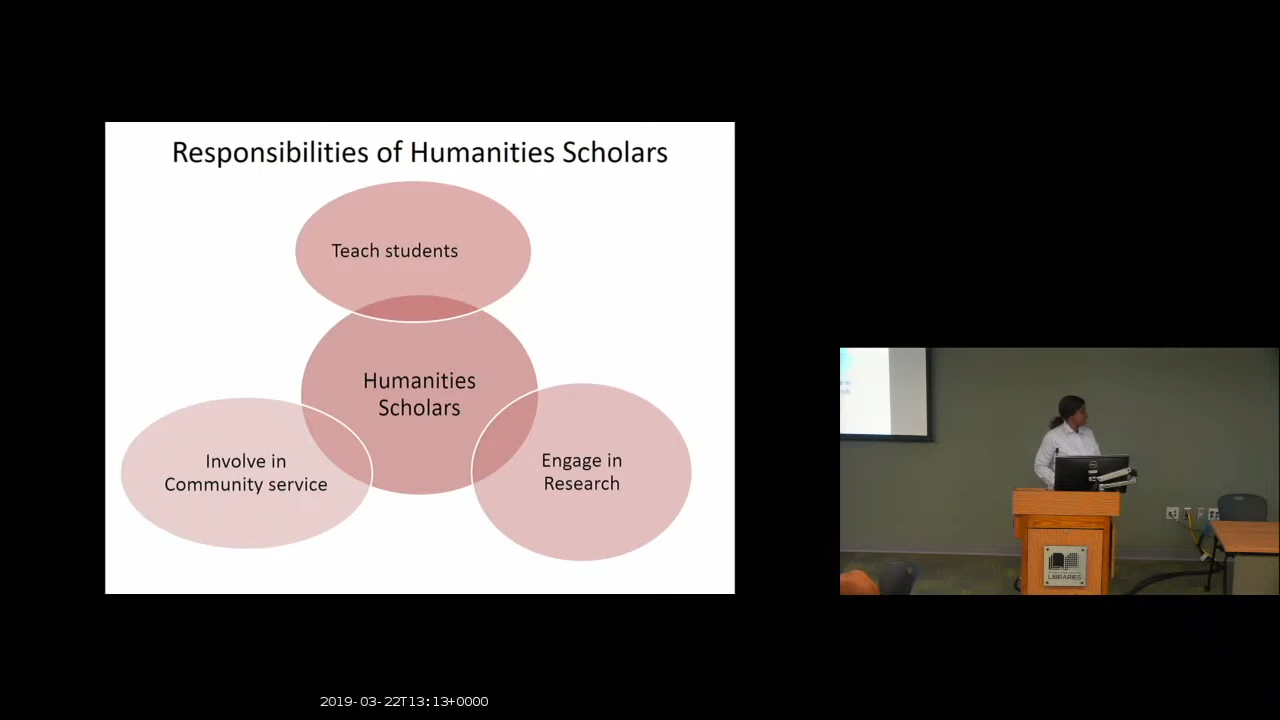 Responsibilities of Humanities Scholars
Teach students
Humanities
Scholars
Involve in
Community service
Engage in
Research
LIBRARIES
2019-03-22T13:13+0000